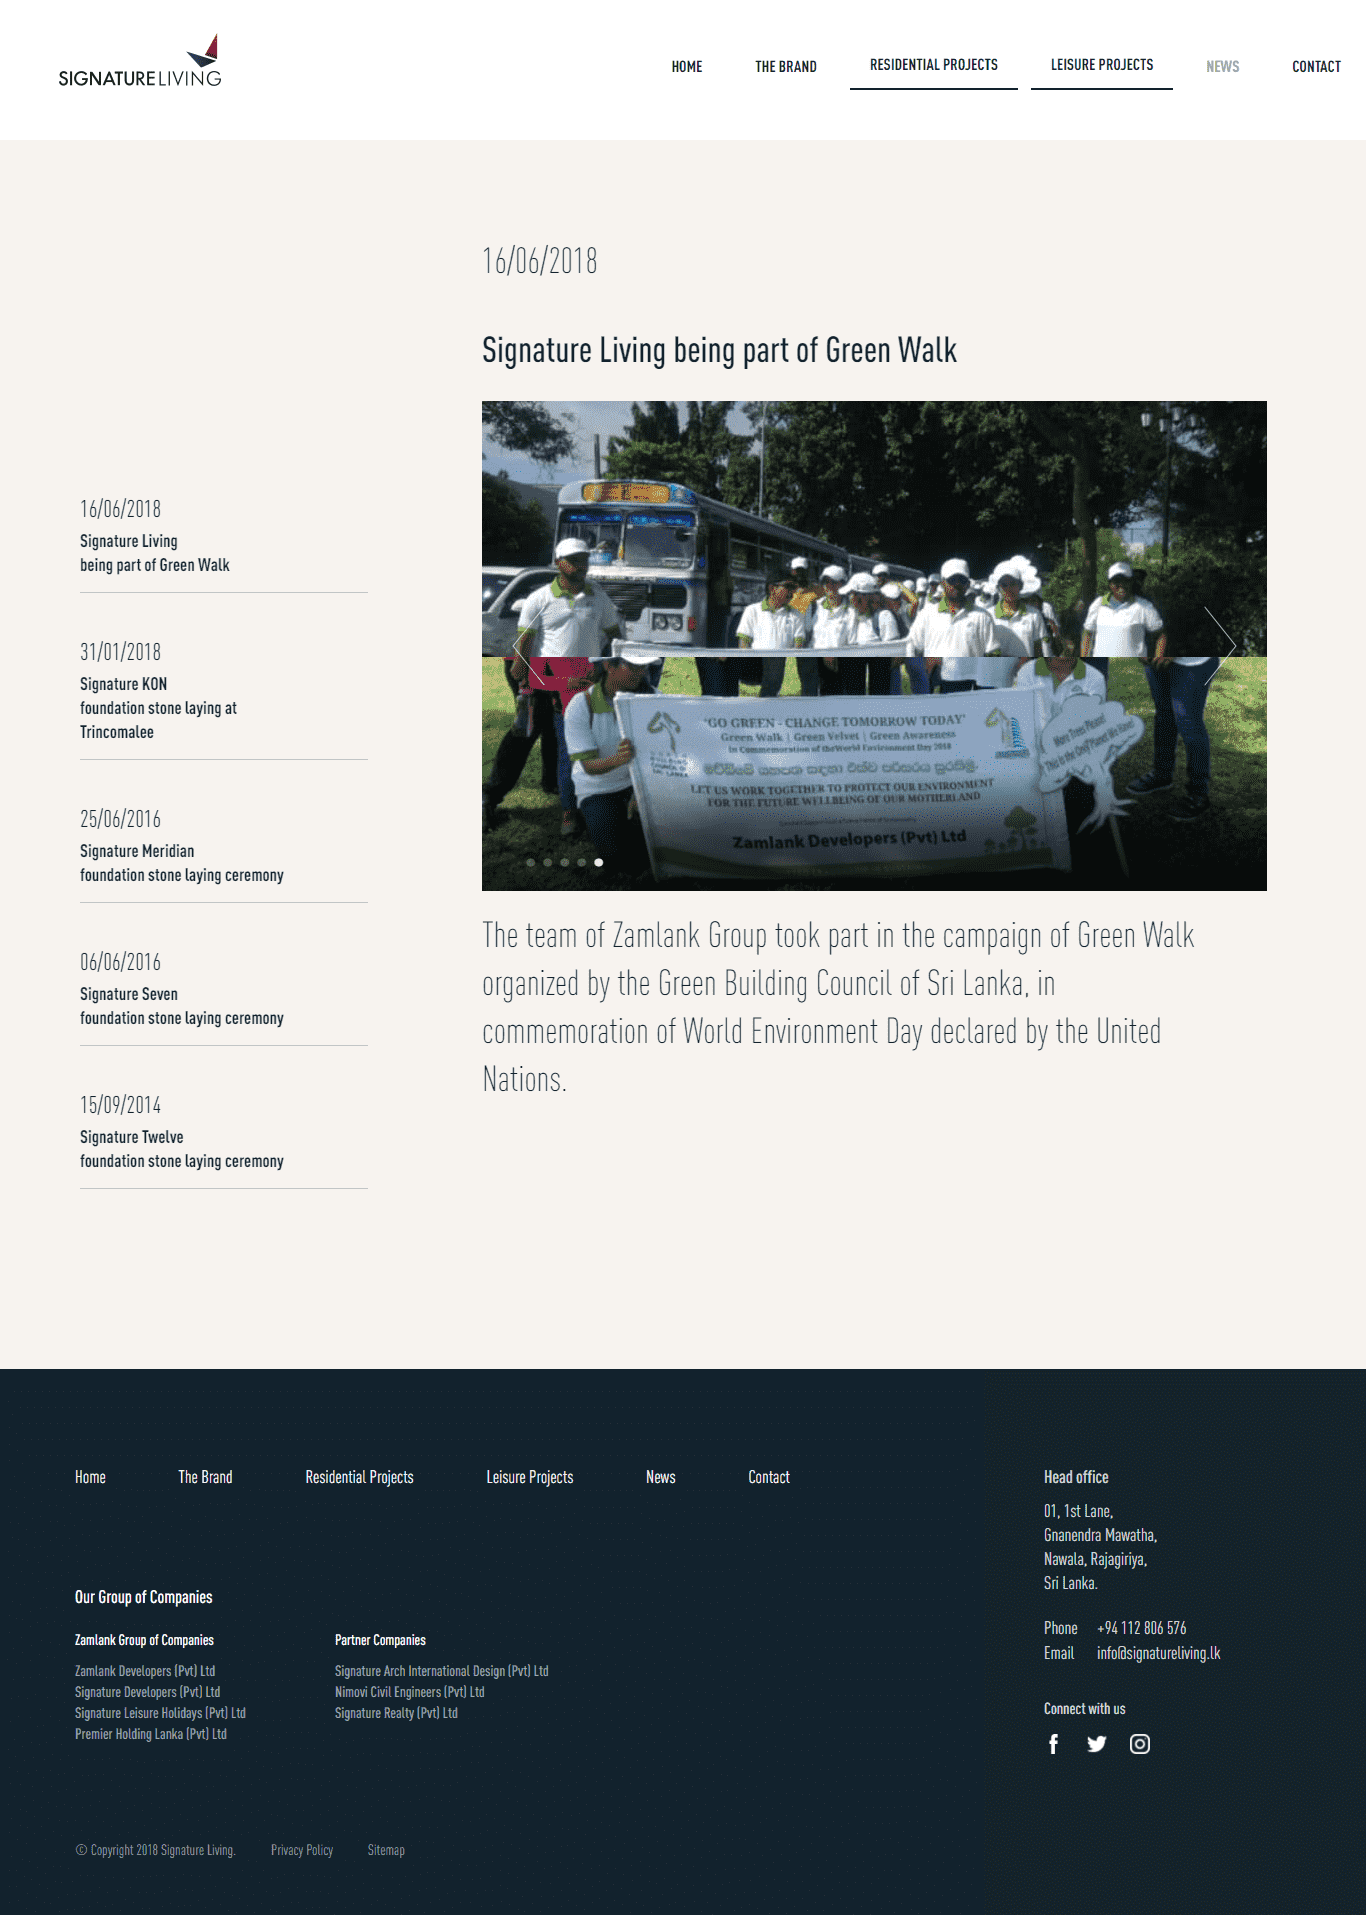 SIGNATURE LIVING
HOME
THE BRAND
RESIDENTIAL PROJECTS
LEISURE PROJECTS
NEWS
CONTACT
16/06/2018
Signature Living being part of Green Walk
16/06/2018
Signature Living
being part of Green Walk
31/01/2018
Signature KON
foundation stone laying at
Trincomalee
25/06/2016
Signature Meridian
foundation stone laying ceremony
06/06/2016
Signature Seven
foundation stone laying ceremony
15/09/2014
Signature Twelve
foundation stone laying ceremony
'GO GREEN - CHANGE TOMORROW TODAY'
Green Walk | Green Velvet | Green Awareness
in Commemoration of the World Environment Day 2018
LET US WORK TOGETHER TO PROTECT OUR ENVIRONMENT
FOR THE FUTURE WELLBEING OF OUR MOTHERLAND
Zamlank Developers (Pvt) Ltd
More Trees Please!
This is the Only Planet We Have!
The team of Zamlank Group took part in the campaign of Green Walk
organized by the Green Building Council of Sri Lanka, in
commemoration of World Environment Day declared by the United
Nations.
Home
The Brand
Residential Projects
Leisure Projects
News
Contact
Our Group of Companies
Zamlank Group of Companies
Zamlank Developers (Pvt) Ltd
Signature Developers (Pvt) Ltd
Signature Leisure Holidays (Pvt) Ltd
Premier Holding Lanka (Pvt) Ltd
Partner Companies
Signature Arch International Design (Pvt) Ltd
Nimovi Civil Engineers (Pvt) Ltd
Signature Realty (Pvt) Ltd
Head office
01, 1st Lane,
Gnanendra Mawatha,
Nawala, Rajagiriya,
Sri Lanka.
Phone +94 112 806 576
Email info@signatureliving.lk
Connect with us
© Copyright 2018 Signature Living.
Privacy Policy
Sitemap